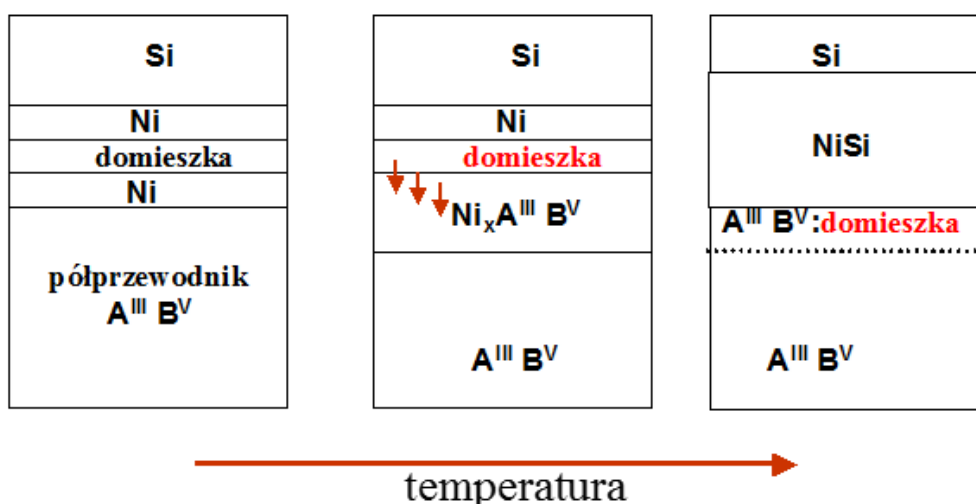 Si
Ni
domieszka
Ni
półprzewodnik
Aᴵᴵᴵ Bⱽ
Si
Ni
domieszka
NiₓAᴵᴵᴵ Bⱽ
Aᴵᴵᴵ Bⱽ
Si
NiSi
Aᴵᴵᴵ Bⱽ:domieszka
Aᴵᴵᴵ Bⱽ
temperatura